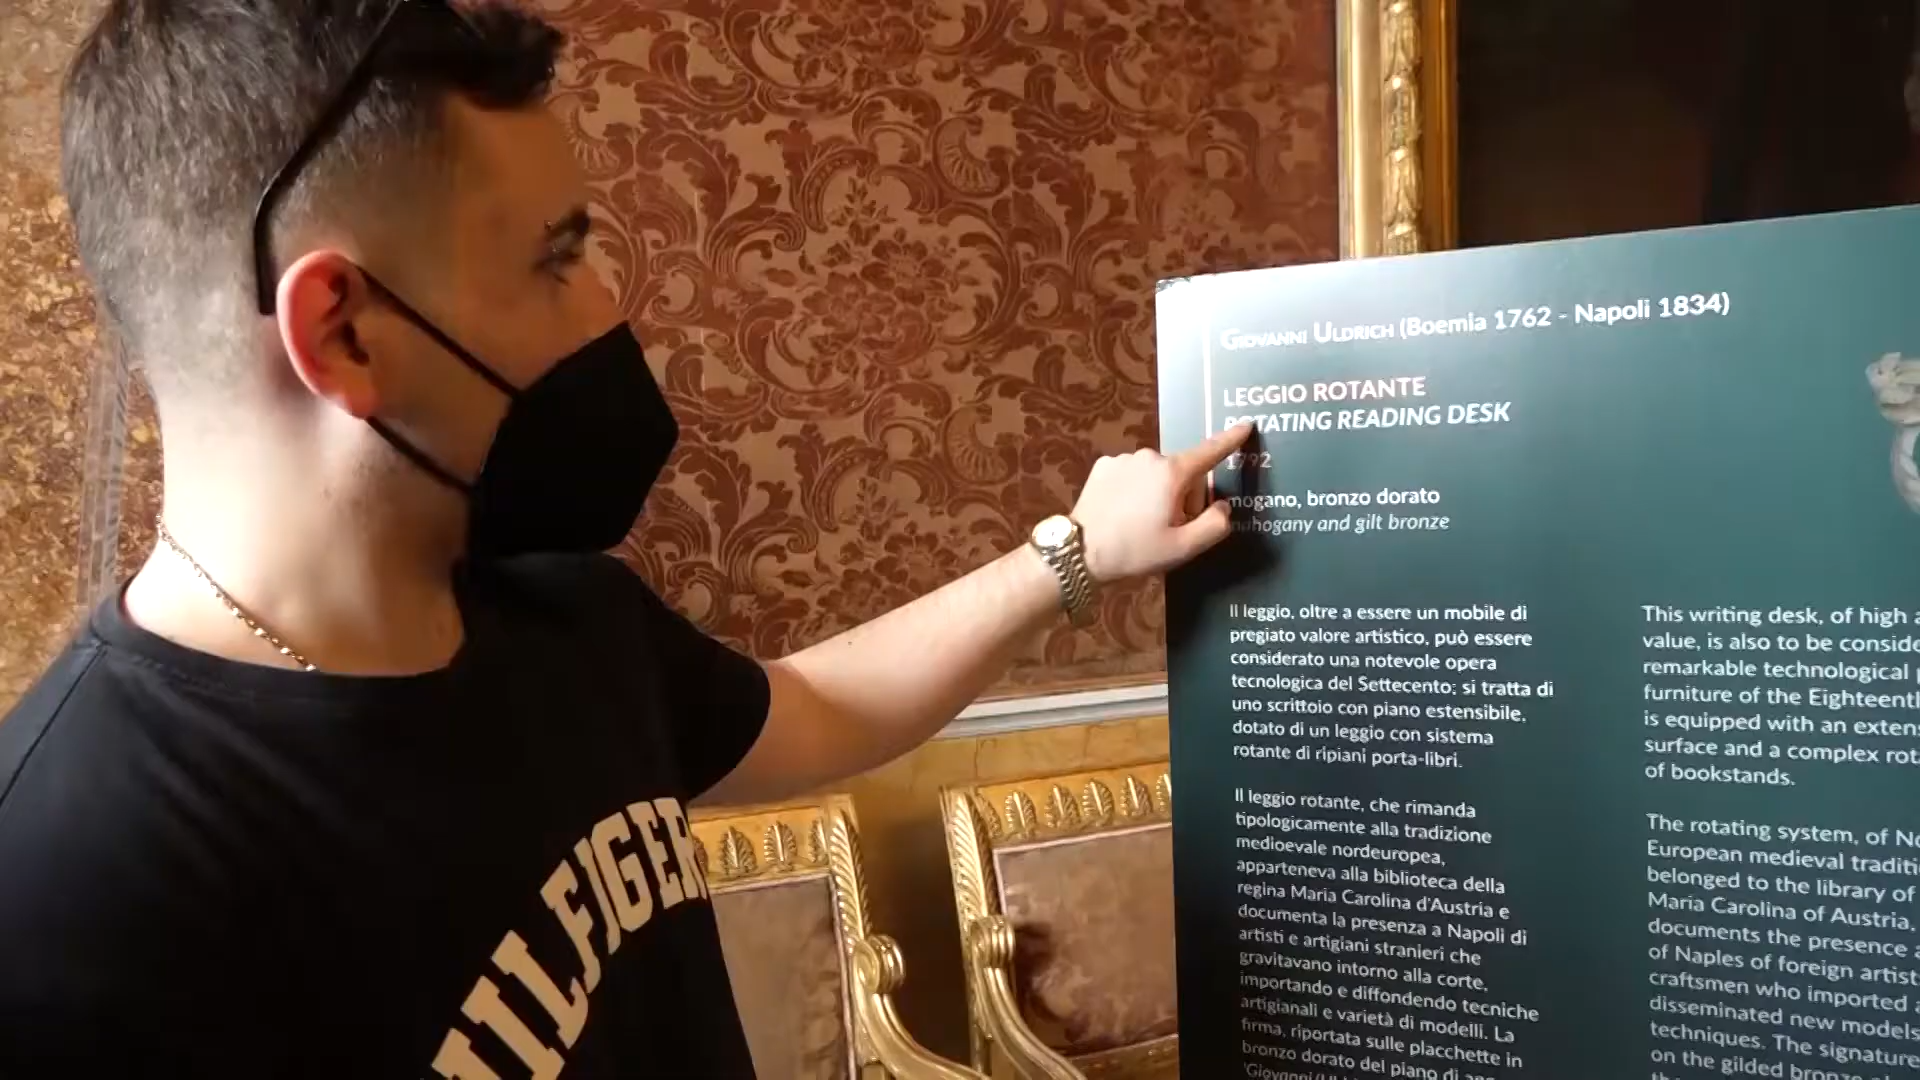 GIOVANNI ULDRICH (Boemia 1762 - Napoli 1834)
LEGGIO ROTANTE
ROTATING READING DESK
1792
mogano, bronzo dorato
mahogany and gilt bronze
Il leggio, oltre a essere un mobile di
pregiato valore artistico, può essere
considerato una notevole opera
tecnologica del Settecento: si tratta di
uno scrittoio con piano estensibile,
dotato di un leggio con sistema
rotante di ripiani porta-libri.
Il leggio rotante, che rimanda
tipologicamente alla tradizione
medioevale nordeuropea,
apparteneva alla biblioteca della
regina Maria Carolina d'Austria e
documenta la presenza a Napoli di
artisti e artigiani stranieri che
gravitavano intorno alla corte,
importando e diffondendo tecniche
artigianali e varietà di modelli. La
firma, riportata sulle placchette in
bronzo dorato del piano di
This writing desk, of high
value, is also to be
remarkable technological
furniture of the
is equipped with an
surface and a complex
of bookstands.
The rotating system, of
European medieval
belonged to the library of
Maria Carolina of Austria,
documents the presence
of Naples of foreign
craftsmen who imported
disseminated new models
techniques. The signature
on the gilded
HILFIGER